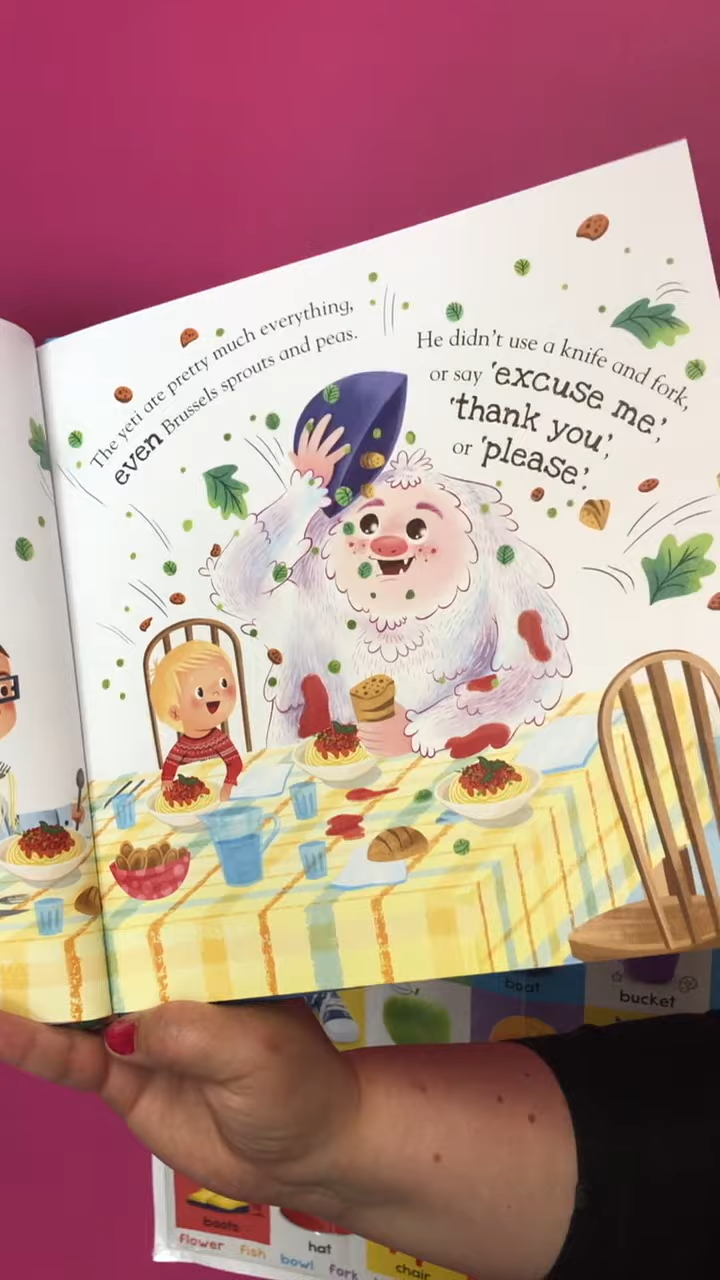 The yeti ate pretty much everything,
even Brussels sprouts and peas.
He didn't use a knife and fork,
or say 'excuse me',
'thank you',
or 'please'.
boat
bucket
boots
hat
chair
flower fish bowl fork